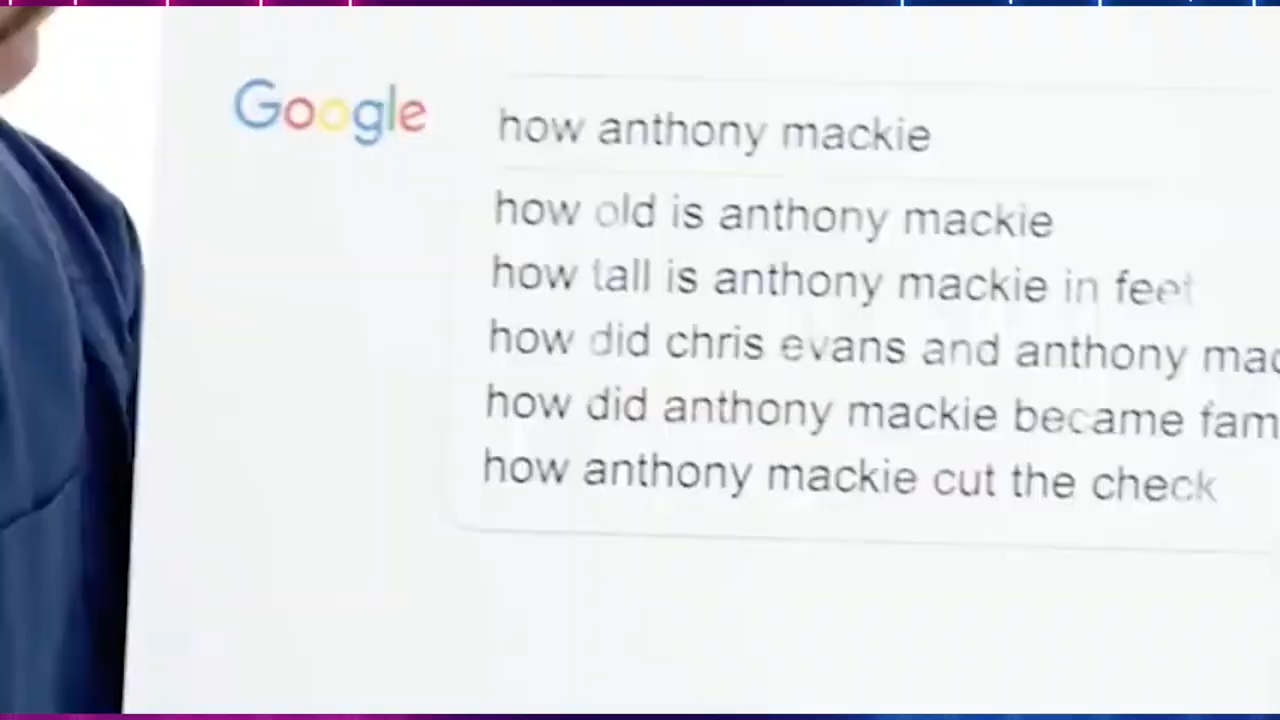 Google
how anthony mackie
how old is anthony mackie
how tall is anthony mackie in feet
how did chris evans and anthony
how did anthony mackie became
how anthony mackie cut the check